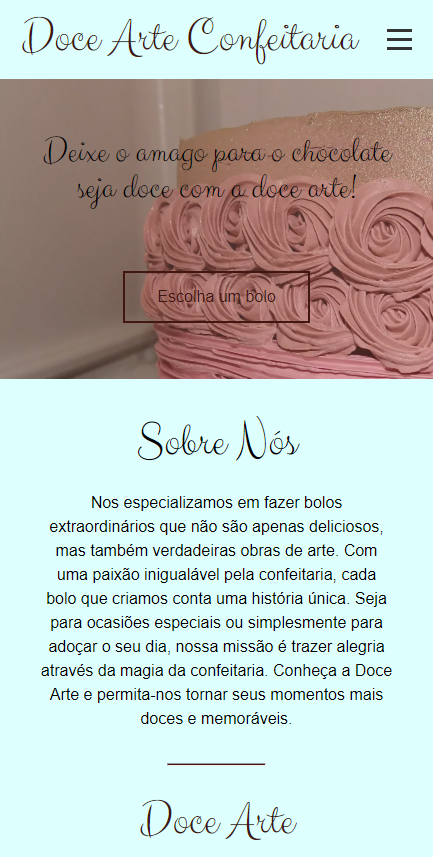 Doce Arte Confeitaria
Deixe o amago para o chocolate
seja doce com a doce arte!
Escolha um bolo
Sobre Nós
Nos especializamos em fazer bolos
extraordinários que não são apenas deliciosos,
mas também verdadeiras obras de arte. Com
uma paixão inigualável pela confeitaria, cada
bolo que criamos conta uma história única. Seja
para ocasiões especiais ou simplesmente para
adoçar o seu dia, nossa missão é trazer alegria
através da magia da confeitaria. Conheça a Doce
Arte e permita-nos tornar seus momentos mais
doces e memoráveis.
Doce Arte